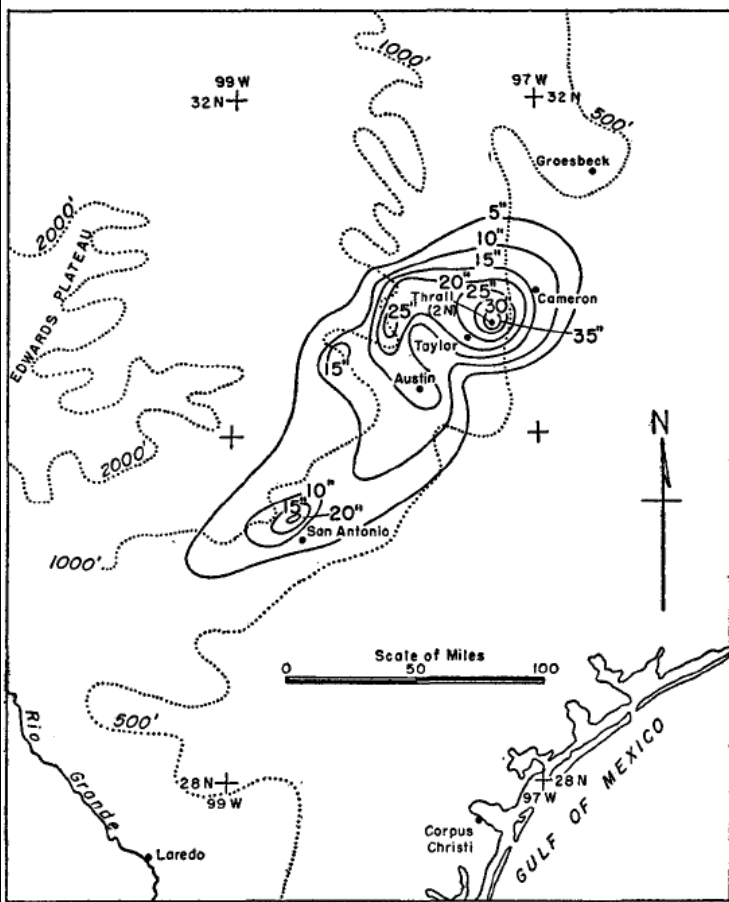 1000'
99 W
32 N
97 W
32 N
500'
Groesbeck
2000'
EDWARDS PLATEAU
5"
10"
15"
20"
25"
Thrall
(2N)
30"
Cameron
25"
35"
Taylor
15"
Austin
2000'
N
10"
15"
20"
San Antonio
1000'
Scale of Miles
0 50 100
500'
Rio Grande
28 N
99 W
28 N
97 W
GULF OF MEXICO
Corpus
Christi
Laredo